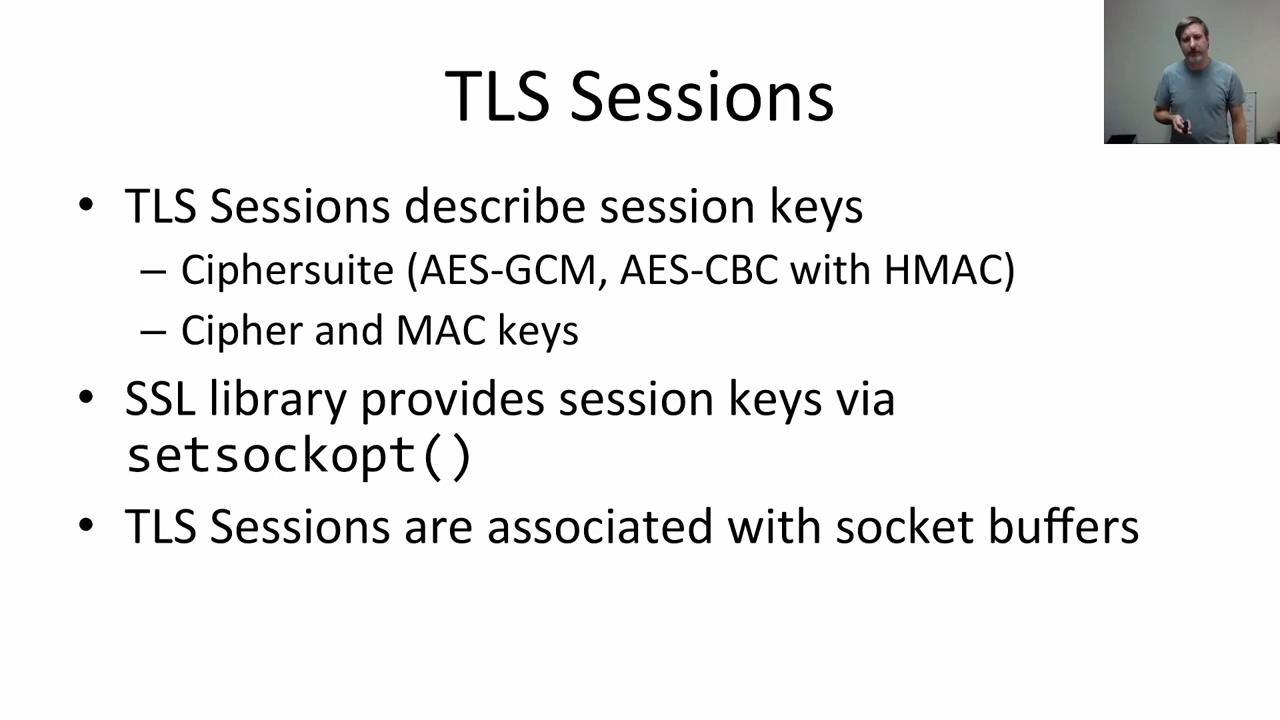 TLS Sessions
• TLS Sessions describe session keys
– Ciphersuite (AES-GCM, AES-CBC with HMAC)
– Cipher and MAC keys
• SSL library provides session keys via
setsockopt()
• TLS Sessions are associated with socket buffers